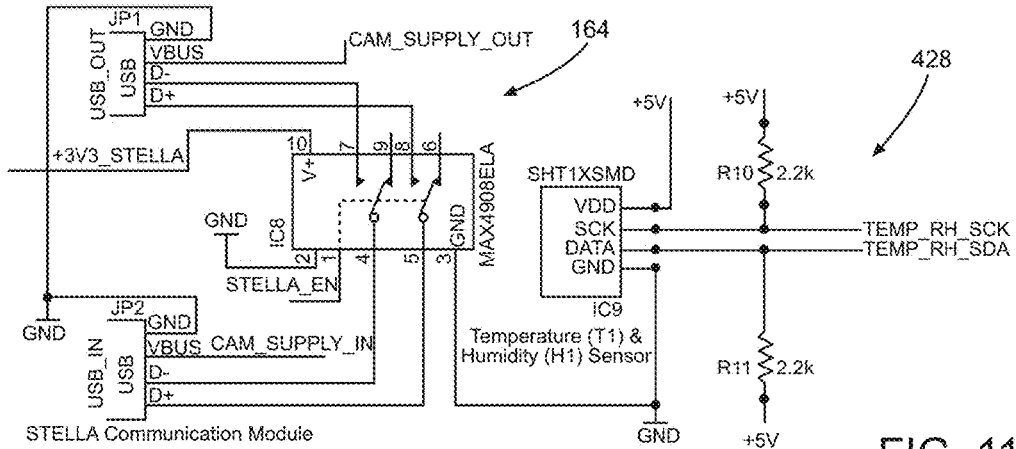 JP1
GND
VBUS
D-
D+
USB_OUT
USB
CAM_SUPPLY_OUT
164
428
+3V3_STELLA
10
7
9
8
6
V+
GND
IC8
GND
MAX4908ELA
2
1
4
5
3
STELLA_EN
GND
JP2
GND
VBUS
CAM_SUPPLY_IN
D-
D+
USB_IN
USB
STELLA Communication Module
+5V
+5V
SHT1XSMD
VDD
SCK
DATA
GND
IC9
Temperature (T1) &
Humidity (H1) Sensor
R10
2.2k
TEMP_RH_SCK
TEMP_RH_SDA
R11
2.2k
GND
+5V
FIG. 11